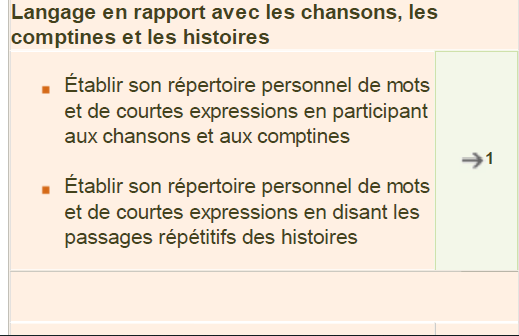 Langage en rapport avec les chansons, les
comptines et les histoires
Établir son répertoire personnel de mots
et de courtes expressions en participant
aux chansons et aux comptines
→1
Établir son répertoire personnel de mots
et de courtes expressions en disant les
passages répétitifs des histoires